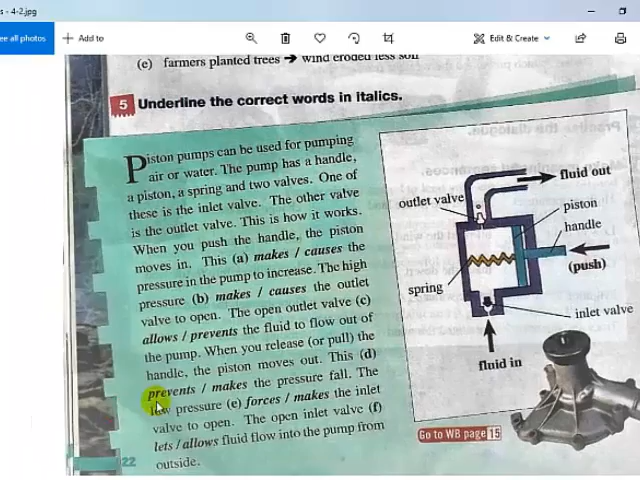 s - 4-2.jpg
ee all photos
Add to
Edit & Create
(e) farmers planted trees → wind eroded less soil
5 Underline the correct words in italics.
Piston pumps can be used for pumping
air or water. The pump has a handle,
a piston, a spring and two valves. One of
these is the inlet valve. The other valve
is the outlet valve. This is how it works.
When you push the handle, the piston
moves in. This (a) makes / causes the
pressure in the pump to increase. The high
pressure (b) makes / causes the outlet
valve to open. The open outlet valve (c)
allows / prevents the fluid to flow out of
the pump. When you release (or pull) the
handle, the piston moves out. This (d)
prevents / makes the pressure fall. The
low pressure (e) forces / makes the inlet
valve to open. The open inlet valve (f)
lets / allows fluid flow into the pump from
outside.
fluid out
outlet valve
piston
handle
(push)
spring
inlet valve
fluid in
Go to WB page 15
22